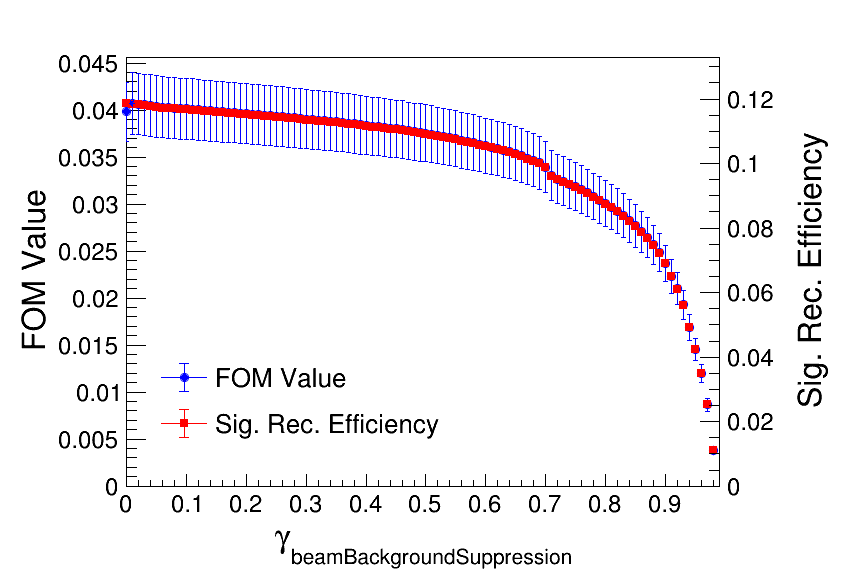 0.045
0.04
0.035
0.03
0.025
0.02
0.015
0.01
0.005
0
FOM Value
0.12
0.1
0.08
0.06
0.04
0.02
0
Sig. Rec. Efficiency
FOM Value
Sig. Rec. Efficiency
0 0.1 0.2 0.3 0.4 0.5 0.6 0.7 0.8 0.9
γ beamBackgroundSuppression